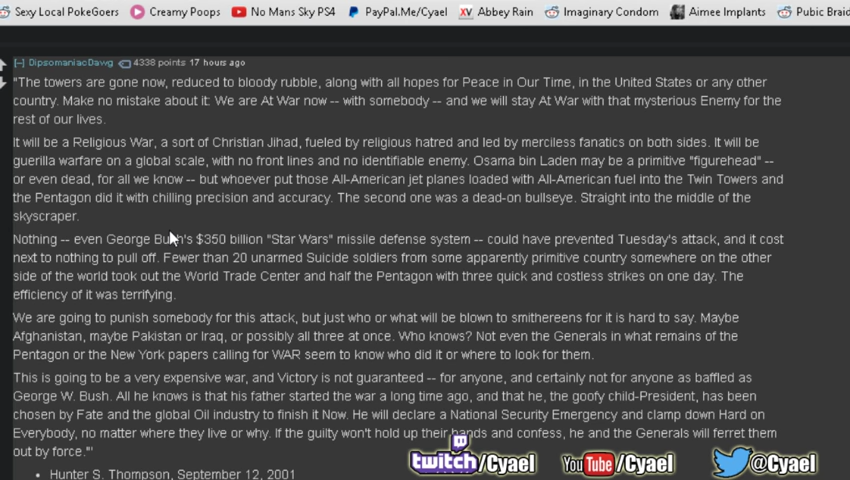 Sexy Local PokeGoers Creamy Poops No Mans Sky PS4 PayPal.Me/Cyael XV Abbey Rain Imaginary Condom Aimee Implants Pubic Braid
[–] DipsomaniacDawg 4338 points 17 hours ago
"The towers are gone now, reduced to bloody rubble, along with all hopes for Peace in Our Time, in the United States or any other
country. Make no mistake about it: We are At War now -- with somebody -- and we will stay At War with that mysterious Enemy for the
rest of our lives.
It will be a Religious War, a sort of Christian Jihad, fueled by religious hatred and led by merciless fanatics on both sides. It will be
guerilla warfare on a global scale, with no front lines and no identifiable enemy. Osama bin Laden may be a primitive "figurehead" --
or even dead, for all we know -- but whoever put those All-American jet planes loaded with All-American fuel into the Twin Towers and
the Pentagon did it with chilling precision and accuracy. The second one was a dead-on bullseye. Straight into the middle of the
skyscraper.
Nothing -- even George Bush's $350 billion "Star Wars" missile defense system -- could have prevented Tuesday's attack, and it cost
next to nothing to pull off. Fewer than 20 unarmed Suicide soldiers from some apparently primitive country somewhere on the other
side of the world took out the World Trade Center and half the Pentagon with three quick and costless strikes on one day. The
efficiency of it was terrifying.
We are going to punish somebody for this attack, but just who or what will be blown to smithereens for it is hard to say. Maybe
Afghanistan, maybe Pakistan or Iraq, or possibly all three at once. Who knows? Not even the Generals in what remains of the
Pentagon or the New York papers calling for WAR seem to know who did it or where to look for them.
This is going to be a very expensive war, and Victory is not guaranteed -- for anyone, and certainly not for anyone as baffled as
George W. Bush. All he knows is that his father started the war a long time ago, and that he, the goofy child-President, has been
chosen by Fate and the global Oil industry to finish it Now. He will declare a National Security Emergency and clamp down Hard on
Everybody, no matter where they live or why. If the guilty won't hold up their hands and confess, he and the Generals will ferret them
out by force."'
twitch/Cyael YouTube/Cyael @Cyael
• Hunter S. Thompson, September 12, 2001